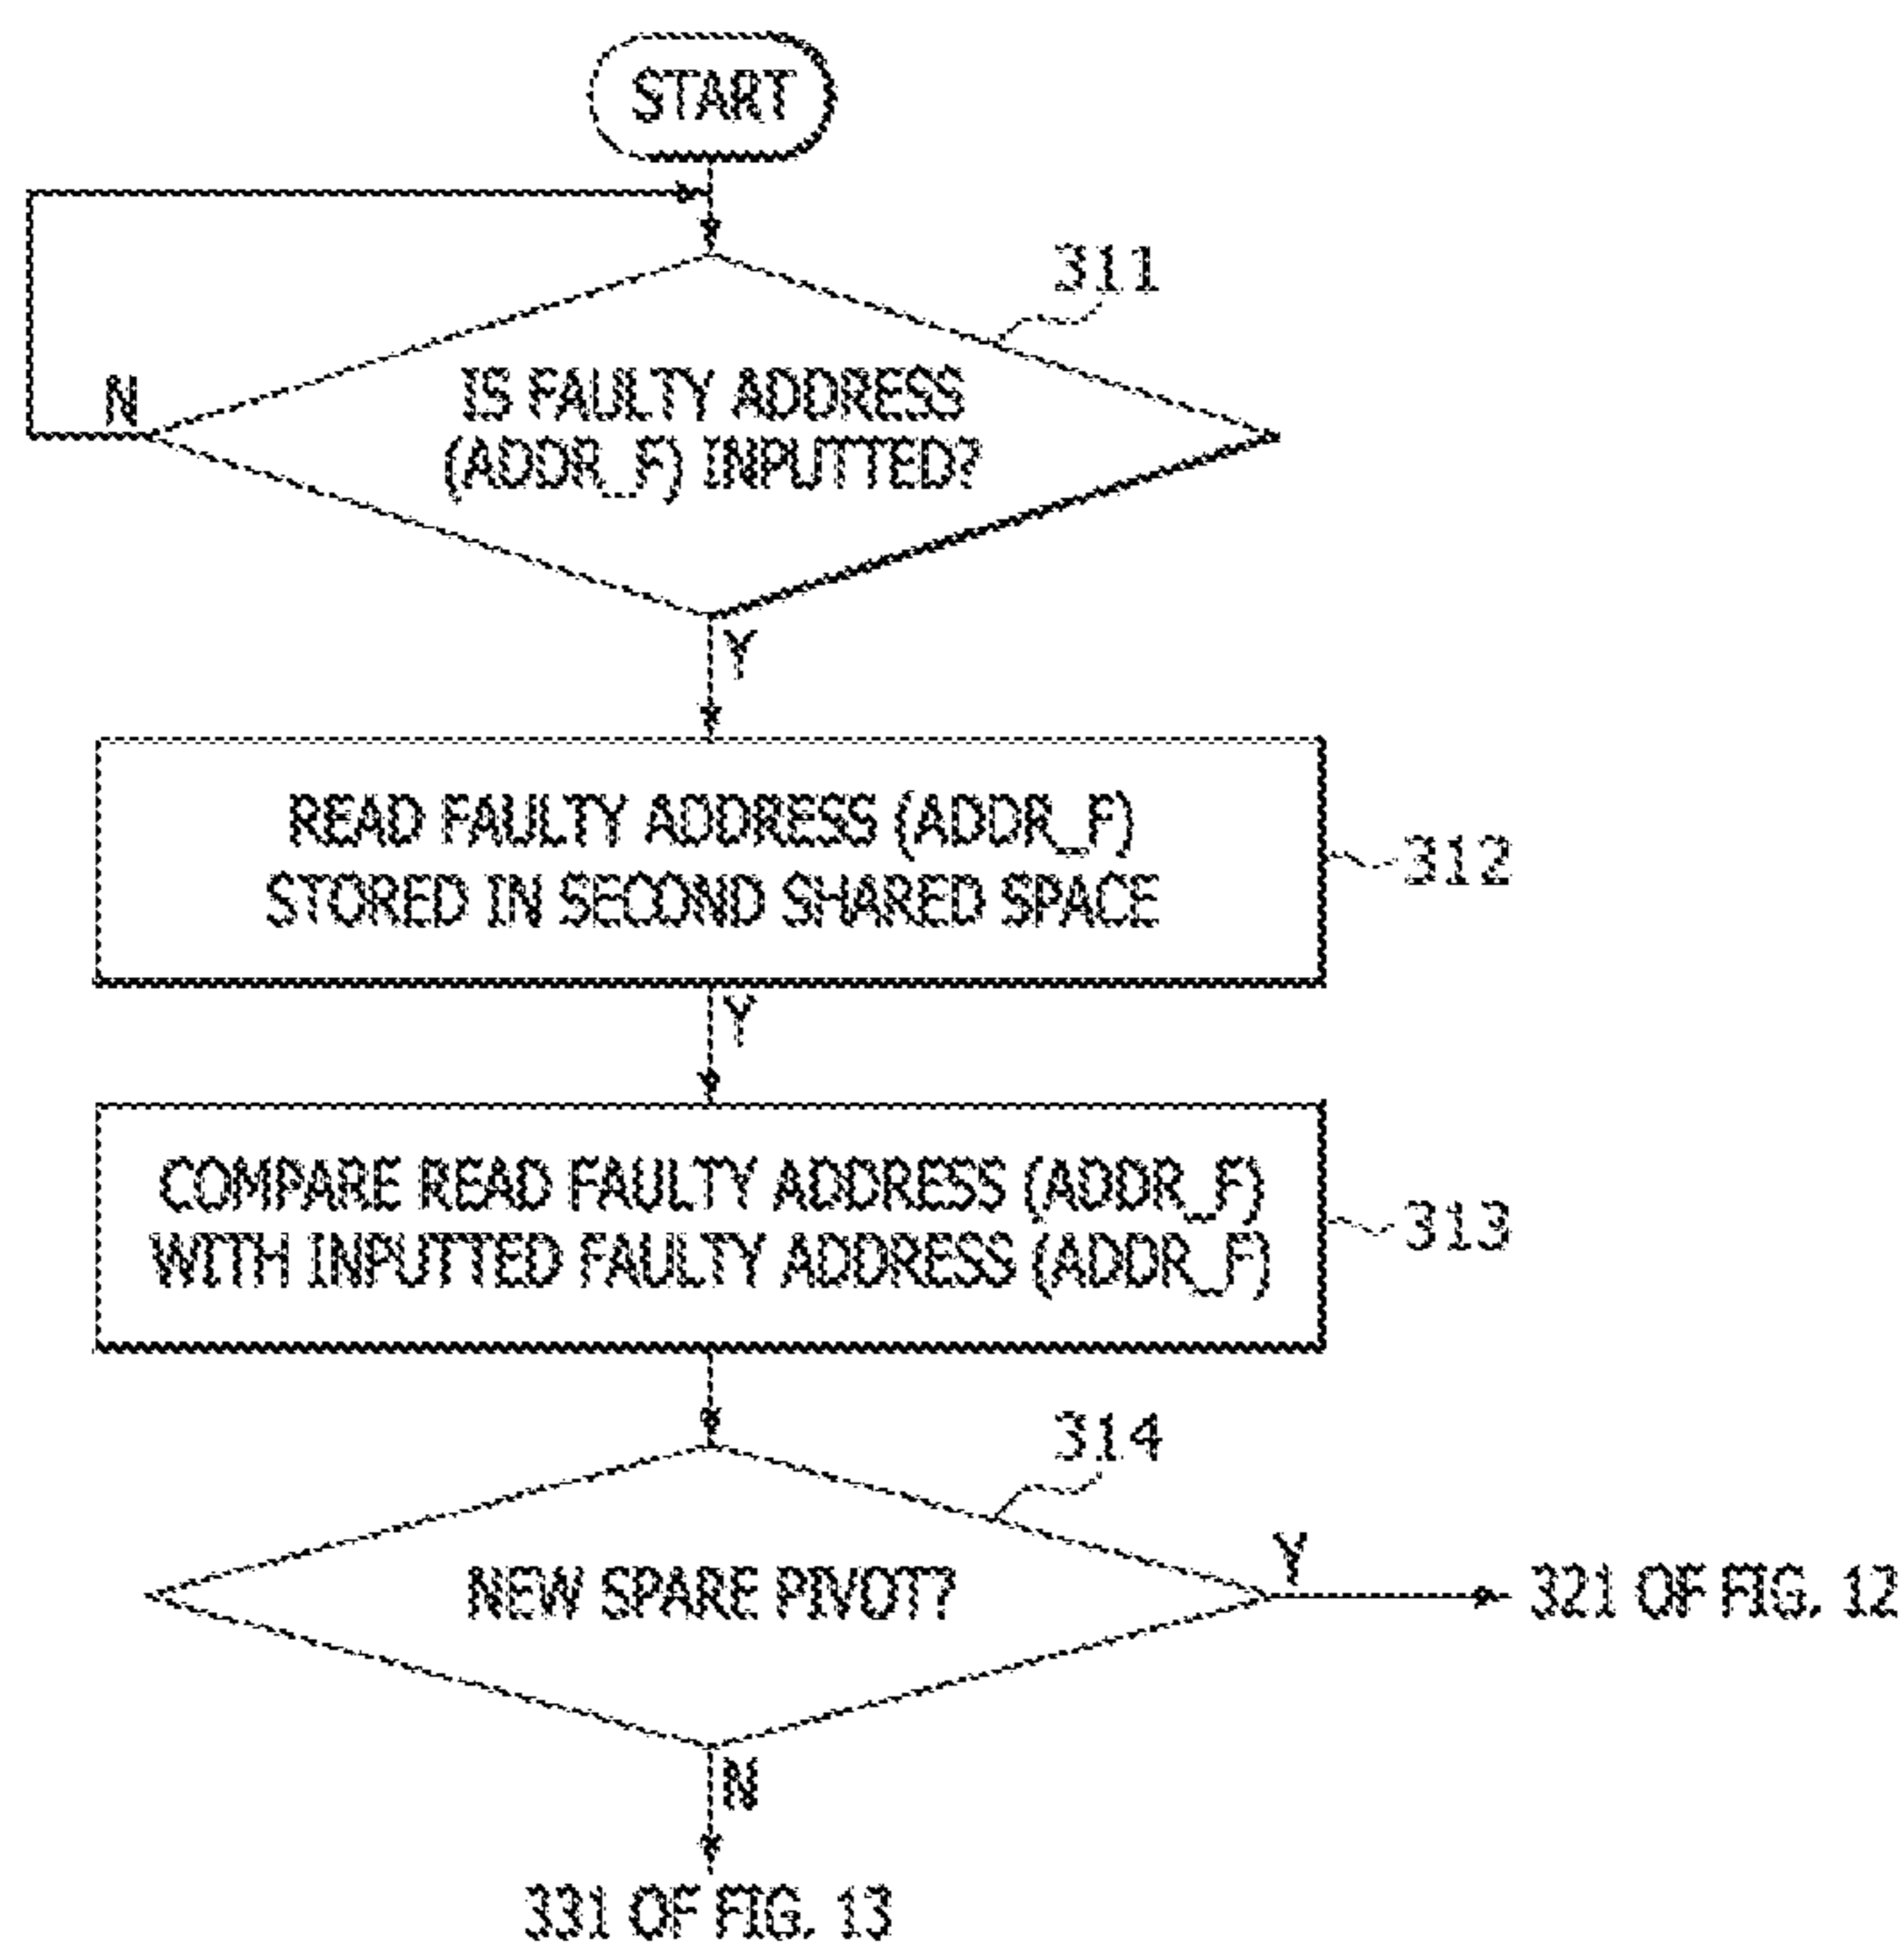 START
311
IS FAULTY ADDRESS
(ADDR_F) INPUTTED?
N
Y
READ FAULTY ADDRESS (ADDR_F)
STORED IN SECOND SHARED SPACE
312
Y
COMPARE READ FAULTY ADDRESS (ADDR_F)
WITH INPUTTED FAULTY ADDRESS (ADDR_F)
313
314
NEW SPARE PIVOT?
Y
321 OF FIG. 12
N
331 OF FIG. 13